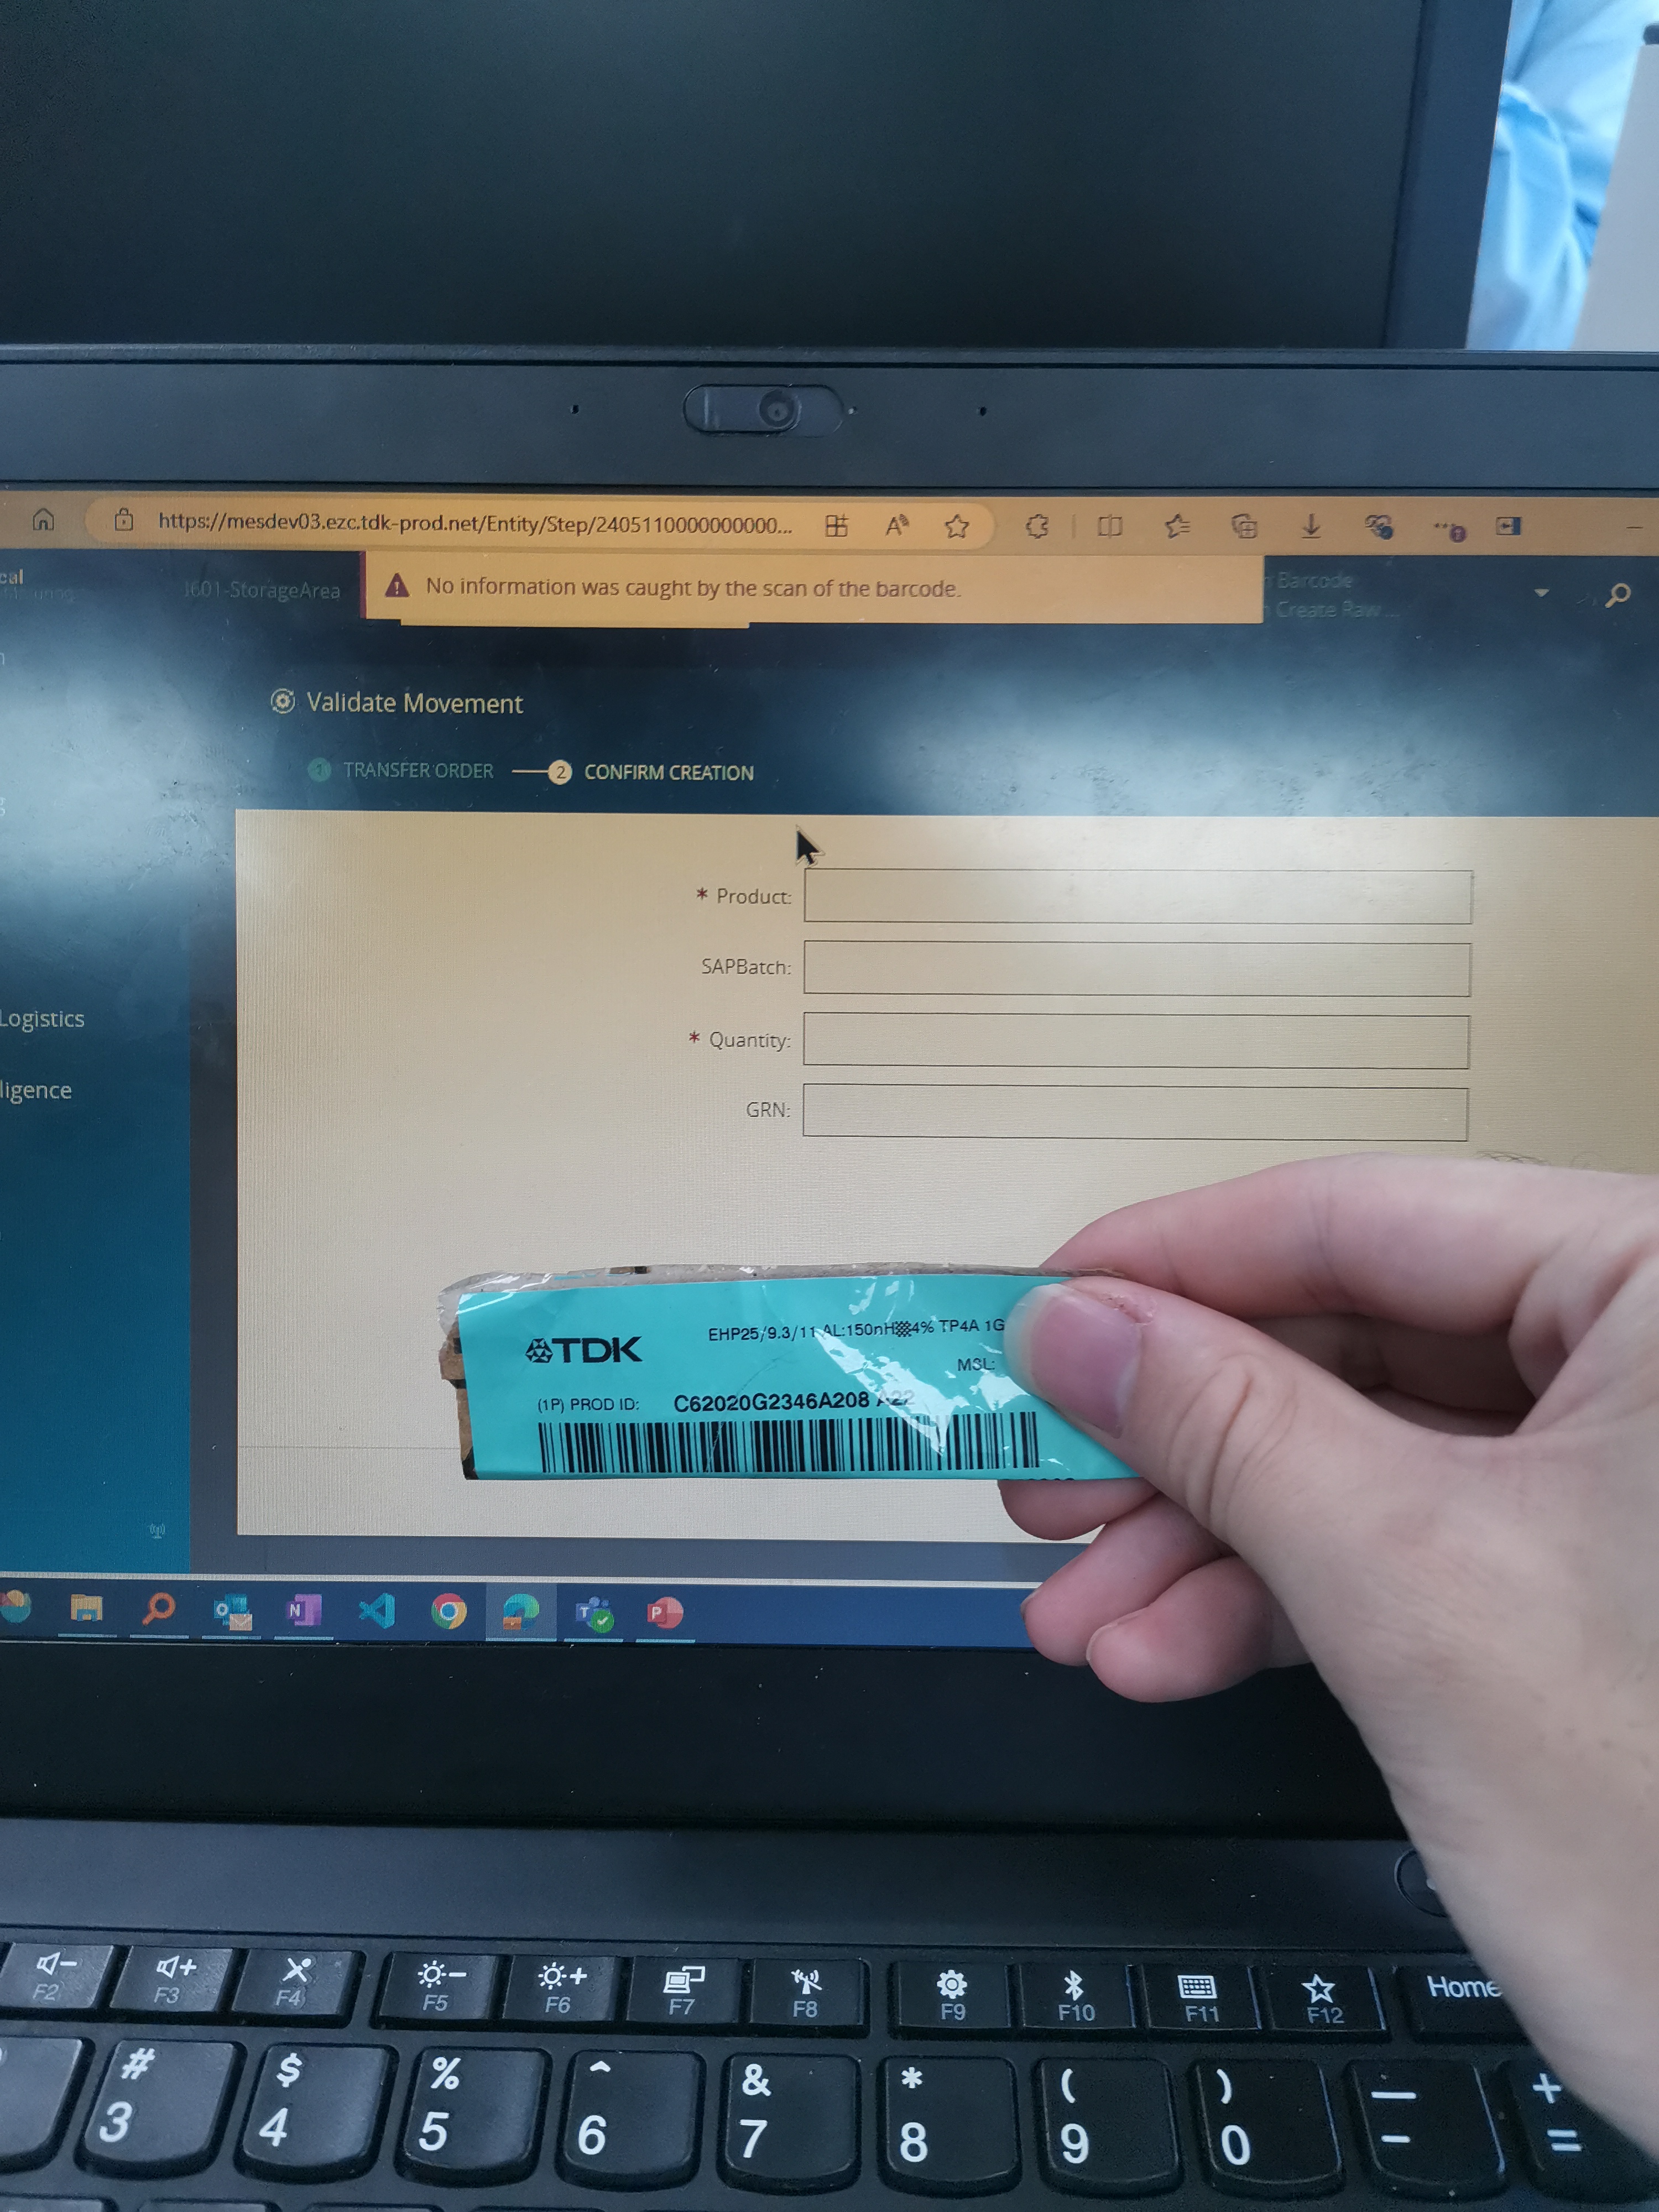 https://mesdev03.ezc.tdk-prod.net/Entity/Step/2405110000000000...
cal
J601-StorageArea
No information was caught by the scan of the barcode.
Barcode
Create Raw ...
Validate Movement
1 TRANSFER ORDER 2 CONFIRM CREATION
* Product:
SAPBatch:
* Quantity:
GRN:
Logistics
ligence
TDK
EHP25/9.3/11 AL:150nH 4% TP4A 1G
MSL:
(1P) PROD ID: C62020G2346A208 A22
F2 F3 F4 F5 F6 F7 F8 F9 F10 F11 F12 Home
# $ % ^ & * ( ) — +
3 4 5 6 7 8 9 0 - =